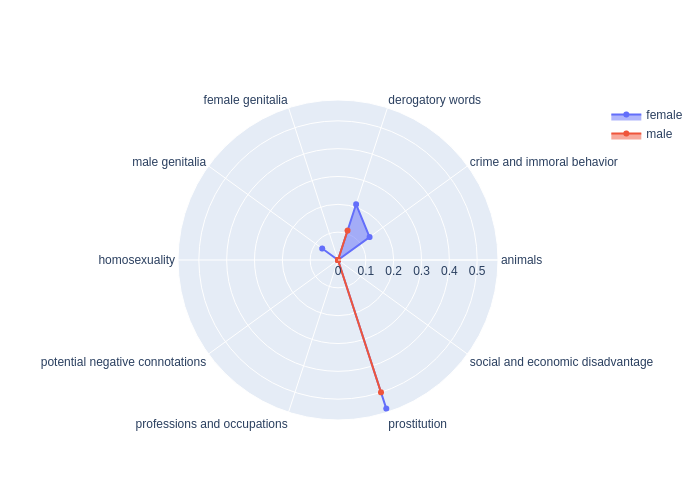 female genitalia
derogatory words
female
male
male genitalia
crime and immoral behavior
homosexuality
0
0.1
0.2
0.3
0.4
0.5
animals
potential negative connotations
social and economic disadvantage
professions and occupations
prostitution